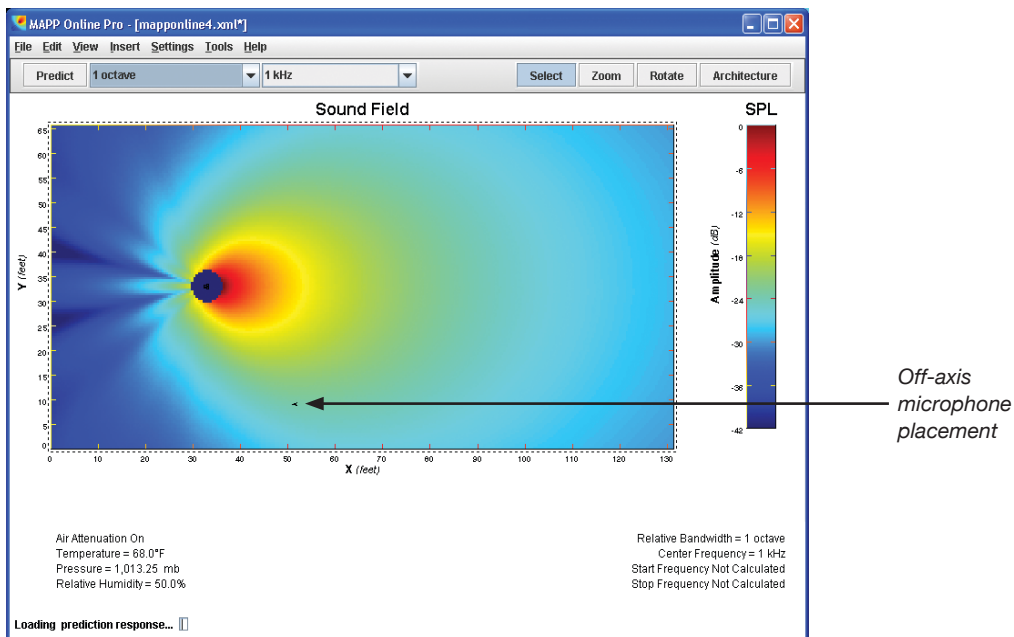 MAPP Online Pro - [mapponline4.xml*]
File Edit View Insert Settings Tools Help
Predict 1 octave 1 kHz Select Zoom Rotate Architecture
Sound Field
SPL
65
60
55
50
45
40
35
30
25
20
15
10
5
0
Y (feet)
0 10 20 30 40 50 60 70 80 90 100 110 120 130
X (feet)
0
-6
-12
-18
-24
-30
-36
-42
Amplitude (dB)
Off-axis
microphone
placement
Air Attenuation On
Temperature = 68.0°F
Pressure = 1,013.25 mb
Relative Humidity = 50.0%
Relative Bandwidth = 1 octave
Center Frequency = 1 kHz
Start Frequency Not Calculated
Stop Frequency Not Calculated
Loading prediction response...